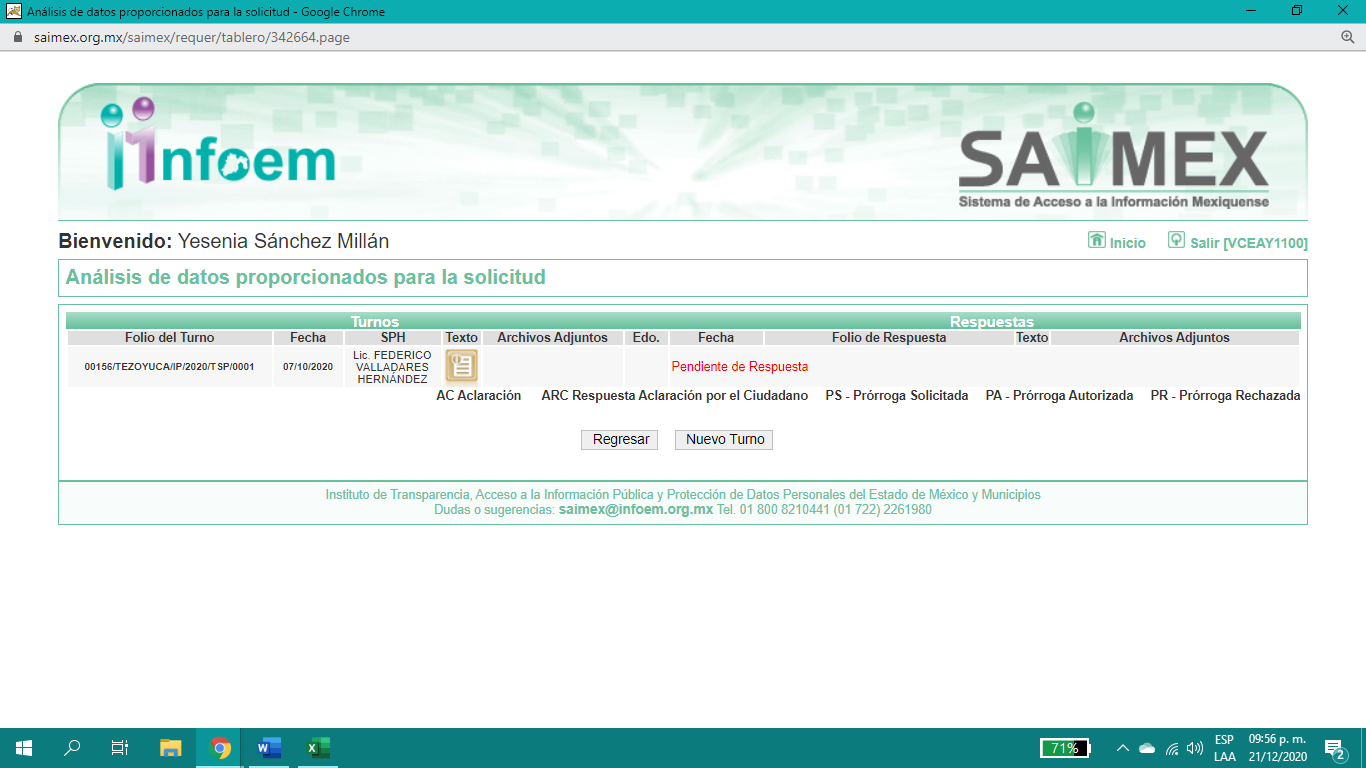 Análisis de datos proporcionados para la solicitud - Google Chrome
saimex.org.mx/saimex/requer/tablero/342664.page
infoem
SAIMEX
Sistema de Acceso a la Información Mexiquense
Bienvenido: Yesenia Sánchez Millán
Inicio Salir [VCEAY1100]
Análisis de datos proporcionados para la solicitud
Turnos Respuestas
Folio del Turno Fecha SPH Texto Archivos Adjuntos Edo. Fecha Folio de Respuesta Texto Archivos Adjuntos
00156/TEZOYUCA/IP/2020/TSP/0001 07/10/2020 Lic. FEDERICO
VALLADARES
HERNÁNDEZ
Pendiente de Respuesta
AC Aclaración ARC Respuesta Aclaración por el Ciudadano PS - Prórroga Solicitada PA - Prórroga Autorizada PR - Prórroga Rechazada
Regresar Nuevo Turno
Instituto de Transparencia, Acceso a la Información Pública y Protección de Datos Personales del Estado de México y Municipios
Dudas o sugerencias: saimex@infoem.org.mx Tel. 01 800 8210441 (01 722) 2261980
71%
ESP
LAA
09:56 p. m.
21/12/2020
2